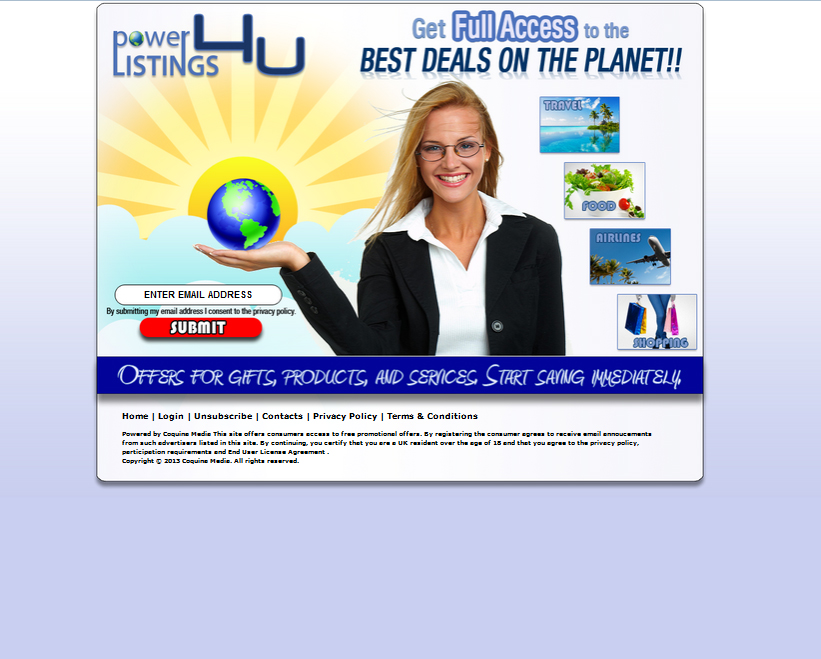 power
LISTINGS
4U
Get Full Access to the
BEST DEALS ON THE PLANET!!
TRAVEL
FOOD
AIRLINES
SHOPPING
ENTER EMAIL ADDRESS
By submitting my email address I consent to the privacy policy.
SUBMIT
OFFERS FOR GIFTS, PRODUCTS, AND SERVICES. START SAVING IMMEDIATELY.
Home | Login | Unsubscribe | Contacts | Privacy Policy | Terms & Conditions
Powered by Coquine Media This site offers consumers access to free promotional offers. By registering the consumer agrees to receive email annoucements
from such advertisers listed in this site. By continuing, you certify that you are a UK resident over the age of 18 and that you agree to the privacy policy,
participation requirements and End User License Agreement .
Copyright © 2013 Coquine Media. All rights reserved.